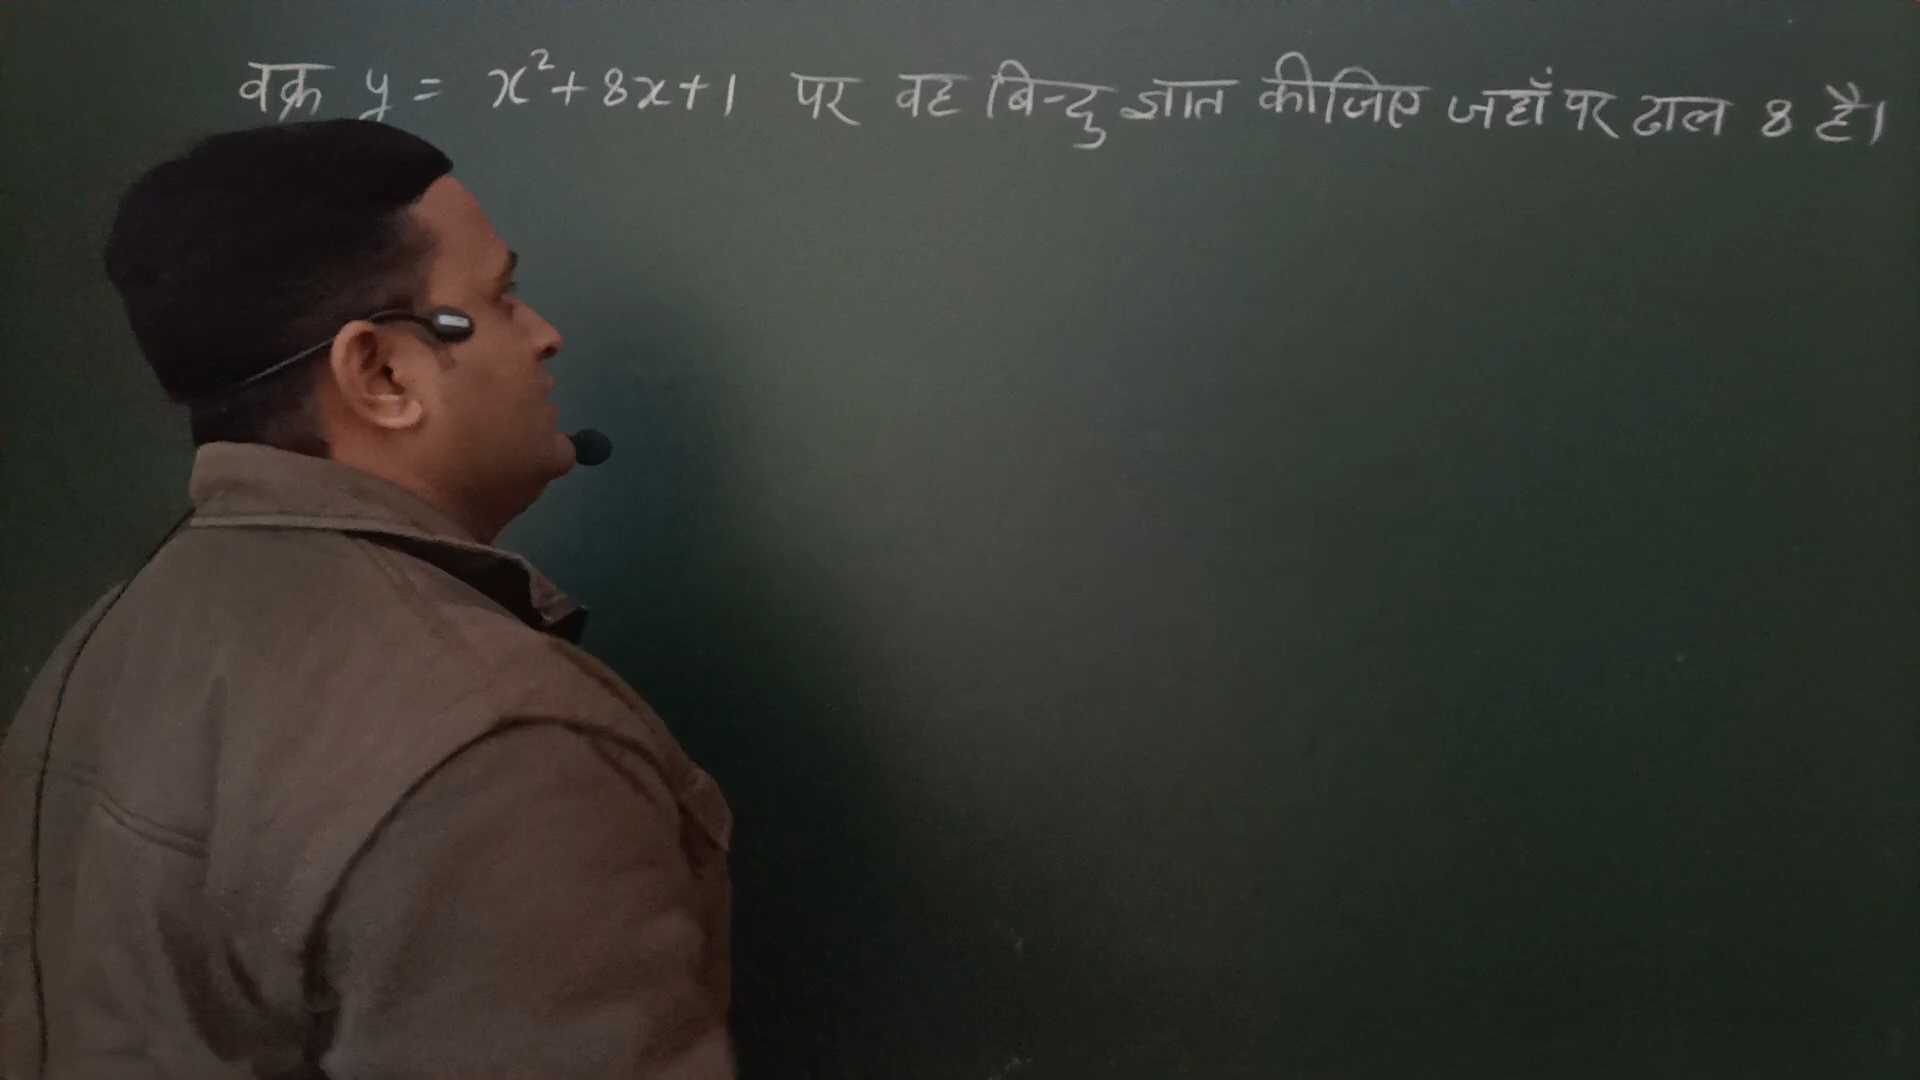 वक्र y = x²+8x+1 पर वह बिन्दु ज्ञात कीजिए जहाँ पर ढाल 8 है।